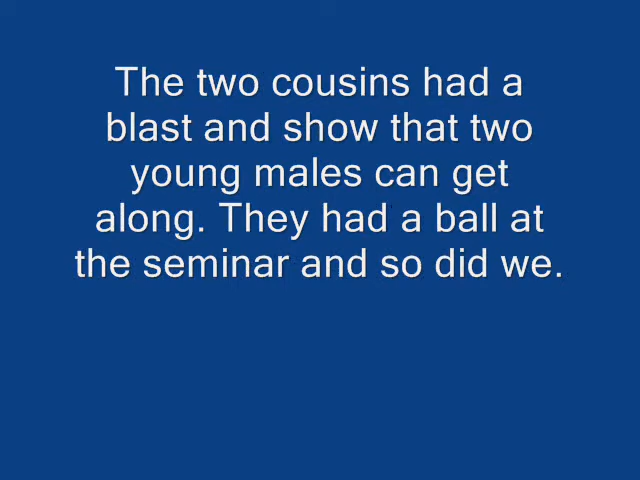 The two cousins had a
blast and show that two
young males can get
along. They had a ball at
the seminar and so did we.